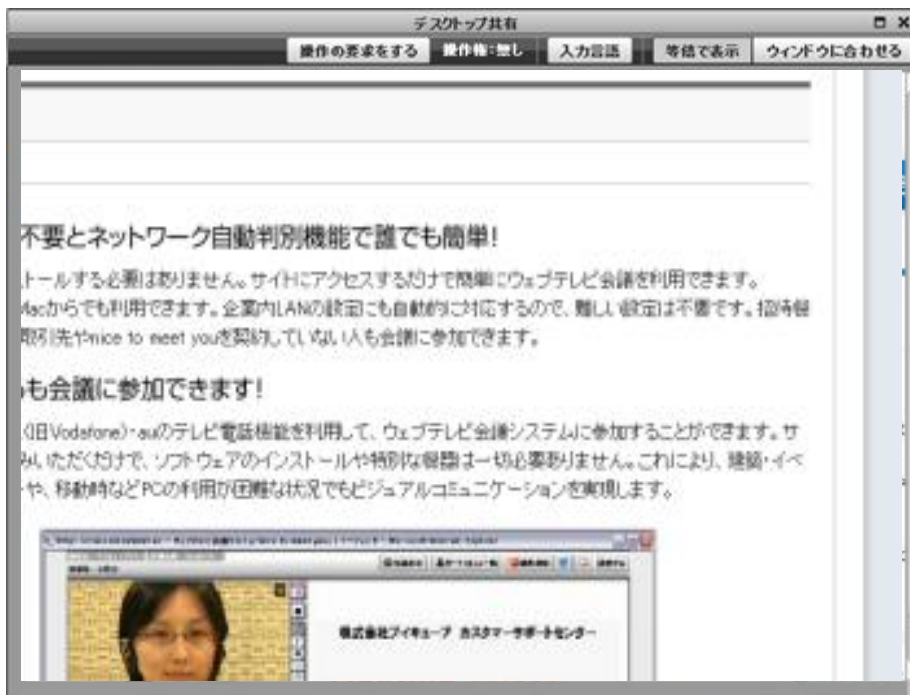 デスクトップ共有
操作の要求をする 操作権:無し 入力言語 等倍で表示 ウィンドウに合わせる
不要とネットワーク自動判別機能で誰でも簡単!
トールする必要はありません。サイトにアクセスするだけで簡単にウェブテレビ会議を利用できます。
Macからでも利用できます。企業内LANの設定にも自動的に対応するので、難しい設定は不要です。招待機
取引先やnice to meet youを契約していない人も会議に参加できます。
も会議に参加できます!
(旧Vodafone)・auのテレビ電話機能を利用して、ウェブテレビ会議システムに参加することができます。サ
みいただくだけで、ソフトウェアのインストールや特別な機器は一切必要ありません。これにより、建築・イベ
や、移動時などPCの利用が困難な状況でもビジュアルコミュニケーションを実現します。
株式会社ブイキューブ カスタマーサポートセンター